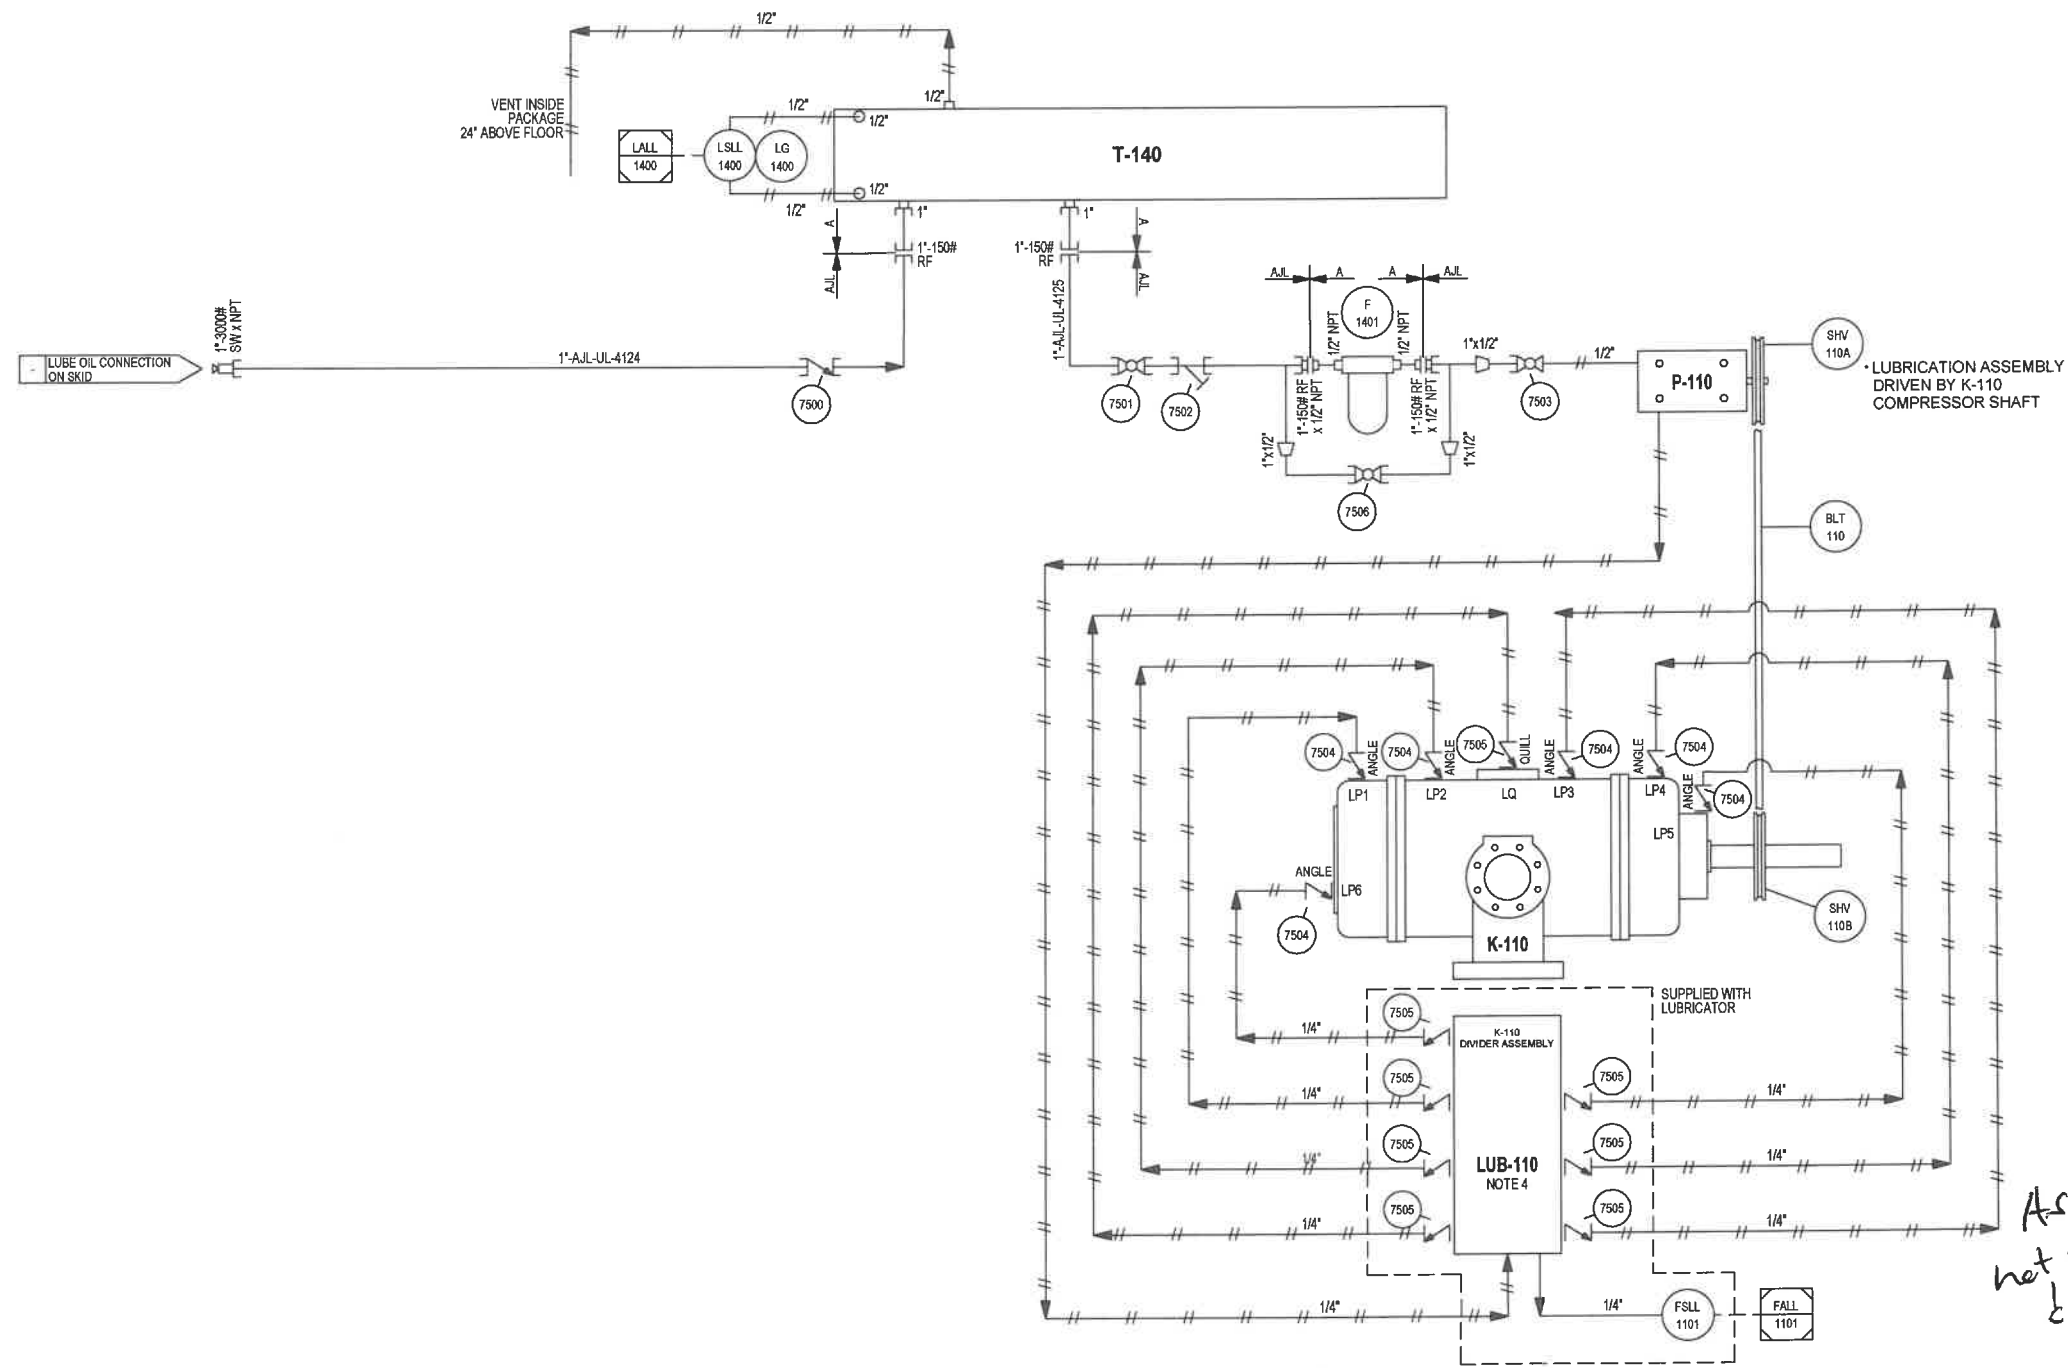 1/2"
VENT INSIDE
PACKAGE
24" ABOVE FLOOR
1/2"
1/2"
1/2"
LALL
1400
LSLL
1400
LG
1400
T-140
1/2"
1/2"
1"
1"
A
AJL
1"-150#
RF
1"-150#
RF
A
AJL
1"-3000#
SW x NPT
- LUBE OIL CONNECTION
ON SKID
1"-AJL-UL-4124
7500
1"-AJL-UL-4125
7501
7502
AJL
A
A
AJL
F
1401
1/2" NPT
1/2" NPT
1"-150# RF
x 1/2" NPT
1"-150# RF
x 1/2" NPT
1"x1/2"
1"x1/2"
1"x1/2"
7506
7503
1/2"
P-110
SHV
110A
* LUBRICATION ASSEMBLY
DRIVEN BY K-110
COMPRESSOR SHAFT
BLT
110
7504
ANGLE
7504
ANGLE
7505
QUILL
ANGLE
7504
ANGLE
7504
ANGLE
7504
LP1
LP2
LQ
LP3
LP4
LP5
ANGLE
LP6
7504
K-110
SHV
110B
SUPPLIED WITH
LUBRICATOR
K-110
DIVIDER ASSEMBLY
7505
1/4"
7505
1/4"
7505
1/4"
7505
1/4"
7505
1/4"
7505
1/4"
7505
1/4"
LUB-110
NOTE 4
1/4"
1/4"
FSLL
1101
FALL
1101
As
not